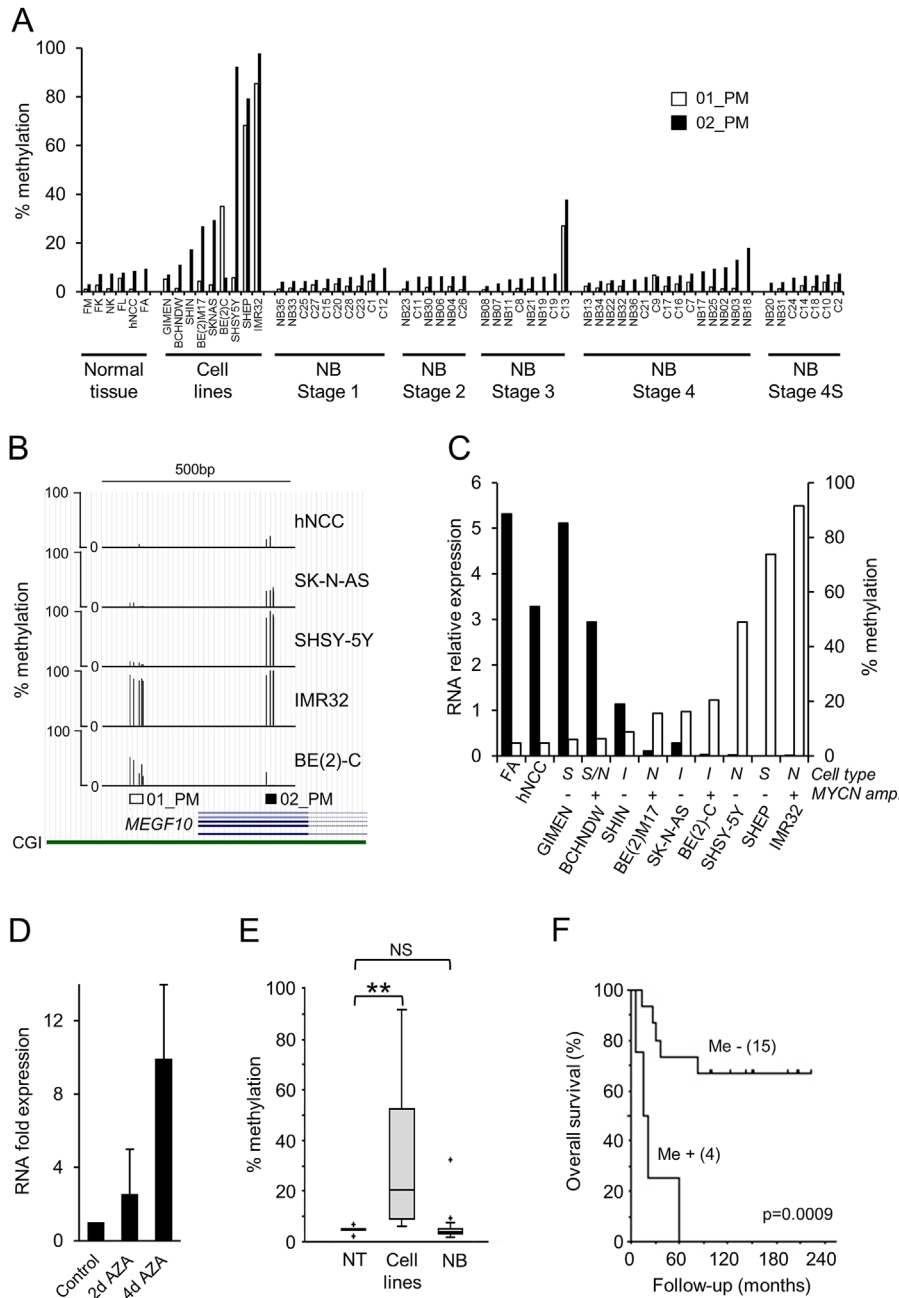 A
100
80
60
40
20
0
% methylation
01_PM
02_PM
FM
FK
NK
FL
hNCC
FA
GIMEN
BCHNDW
SHIN
BE(2)M17
SKNAS
BE(2)C
SHSY5Y
SHEP
IMR32
NB35
NB33
C25
C27
C15
C20
C28
C23
C1
C12
NB23
C11
NB30
NB06
NB04
C26
NB08
NB07
NB11
C8
NB21
NB19
C19
C13
NB13
NB34
NB22
NB32
NB36
C21
C9
C17
C16
C7
NB17
NB25
NB02
NB03
NB18
NB20
NB31
C24
C14
C18
C10
C2
Normal
tissue
Cell
lines
NB
Stage 1
NB
Stage 2
NB
Stage 3
NB
Stage 4
NB
Stage 4S
B
500bp
100
hNCC
0
100
SK-N-AS
0
100
SHSY-5Y
0
100
IMR32
0
100
BE(2)-C
0
% methylation
01_PM
02_PM
MEGF10
CGI
C
6
5
4
3
2
1
0
RNA relative expression
100
80
60
40
20
0
% methylation
S S/N I N I I N S N Cell type
- + - + - + - - + MYCN amp.
FA
hNCC
GIMEN
BCHNDW
SHIN
BE(2)M17
SK-N-AS
BE(2)-C
SHSY-5Y
SHEP
IMR32
D
12
8
4
0
RNA fold expression
Control
2d AZA
4d AZA
E
NS
**
100
80
60
40
20
0
% methylation
NT
Cell
lines
NB
F
100
80
60
40
20
0
Overall survival (%)
Me - (15)
Me + (4)
p=0.0009
0 60 120 180 240
Follow-up (months)